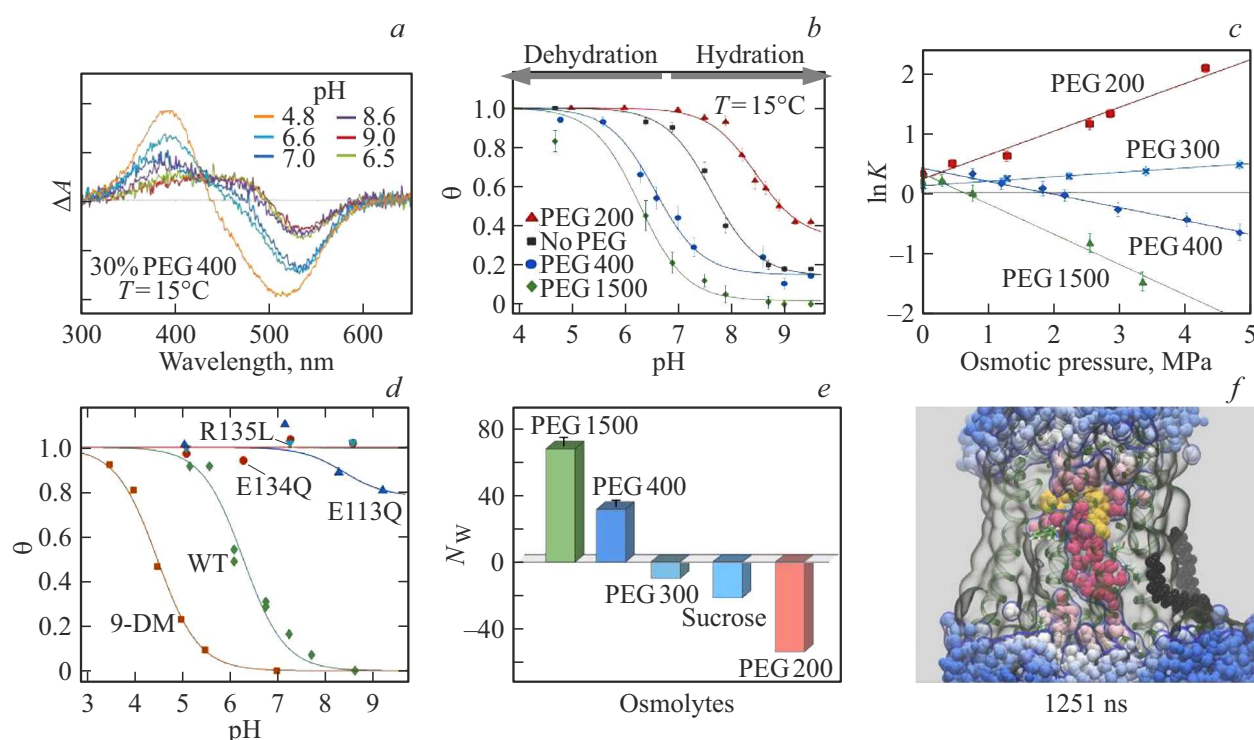 a
pH
4.8 8.6
6.6 9.0
7.0 6.5
ΔA
30% PEG 400
T = 15°C
300 400 500 600
Wavelength, nm
b
Dehydration Hydration
T = 15°C
1.0
0.8
0.6
0.4
0.2
0
θ
PEG 200
No PEG
PEG 400
PEG 1500
4 5 6 7 8 9
pH
c
2
1
0
–1
–2
ln K
PEG 200
PEG 300
PEG 400
PEG 1500
0 1 2 3 4 5
Osmotic pressure, MPa
d
1.0
0.8
0.6
0.4
0.2
0
θ
R135L
E134Q
E113Q
WT
9-DM
3 4 5 6 7 8 9
pH
e
80
40
0
–40
N_W
PEG 1500
PEG 400
PEG 300
Sucrose
PEG 200
Osmolytes
f
1251 ns